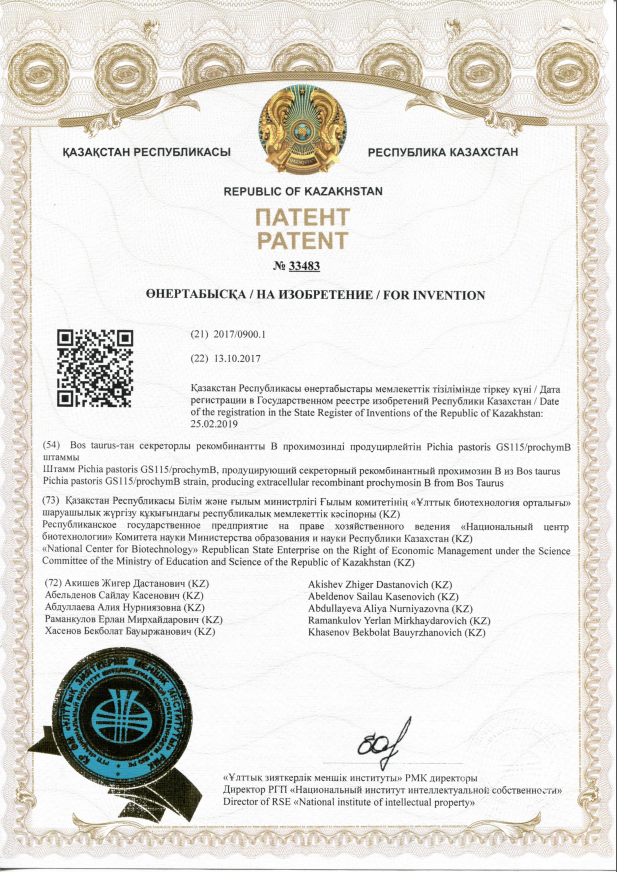 ҚАЗАҚСТАН РЕСПУБЛИКАСЫ
РЕСПУБЛИКА КАЗАХСТАН
REPUBLIC OF KAZAKHSTAN
ПАТЕНТ
PATENT
№ 33483
ӨНЕРТАБЫСҚА / НА ИЗОБРЕТЕНИЕ / FOR INVENTION
(21) 2017/0900.1
(22) 13.10.2017
Қазақстан Республикасы өнертабыстары мемлекеттік тізілімінде тіркеу күні / Дата
регистрации в Государственном реестре изобретений Республики Казахстан / Date
of the registration in the State Register of Inventions of the Republic of Kazakhstan:
25.02.2019
(54) Bos taurus-тан секреторлы рекомбинантты В прохимозинді продуцирлейтін Pichia pastoris GS115/prochymB
штаммы
Штамм Pichia pastoris GS115/prochymB, продуцирующий секреторный рекомбинантный прохимозин В из Bos taurus
Pichia pastoris GS115/prochymB strain, producing extracellular recombinant prochymosin B from Bos Taurus
(73) Қазақстан Республикасы Білім және ғылым министрлігі Ғылым комитетінің «Ұлттық биотехнология орталығы»
шаруашылық жүргізу құқығындағы республикалық мемлекеттік кәсіпорны (KZ)
Республиканское государственное предприятие на праве хозяйственного ведения «Национальный центр
биотехнологии» Комитета науки Министерства образования и науки Республики Казахстан (KZ)
«National Center for Biotechnology» Republican State Enterprise on the Right of Economic Management under the Science
Committee of the Ministry of Education and Science of the Republic of Kazakhstan (KZ)
(72) Акишев Жигер Дастанович (KZ)
Абельденов Сайлау Касенович (KZ)
Абдуллаева Алия Нурниязовна (KZ)
Раманкулов Ерлан Мирхайдарович (KZ)
Хасенов Бекболат Бауыржанович (KZ)
Akishev Zhiger Dastanovich (KZ)
Abeldenov Sailau Kasenovich (KZ)
Abdullayeva Aliya Nurniyazovna (KZ)
Ramankulov Yerlan Mirkhaydarovich (KZ)
Khasenov Bekbolat Bauyrzhanovich (KZ)
«Ұлттық зияткерлік меншік институты» РМК директоры
Директор РГП «Национальный институт интеллектуальной собственности»
Director of RSE «National institute of intellectual property»